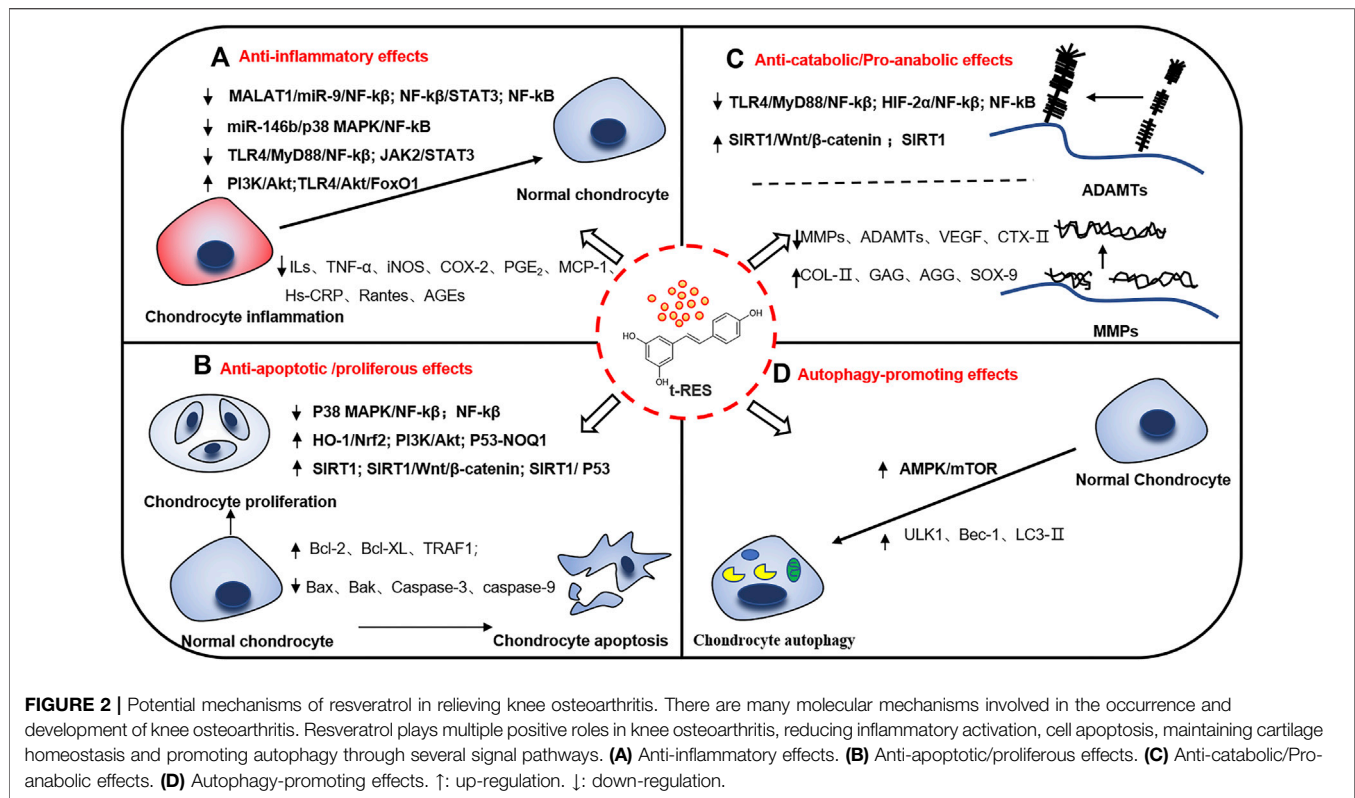 A Anti-inflammatory effects
↓ MALAT1/miR-9/NF-kβ; NF-kβ/STAT3; NF-kB
↓ miR-146b/p38 MAPK/NF-kB
↓ TLR4/MyD88/NF-kβ; JAK2/STAT3
↑ PI3K/Akt;TLR4/Akt/FoxO1
Normal chondrocyte
↓ ILs、TNF-α、iNOS、COX-2、PGE₂、MCP-1、
Hs-CRP、Rantes、AGEs
Chondrocyte inflammation
C Anti-catabolic/Pro-anabolic effects
↓ TLR4/MyD88/NF-kβ; HIF-2α/NF-kβ; NF-kB
↑ SIRT1/Wnt/β-catenin ; SIRT1
ADAMTs
↓MMPs、ADAMTs、VEGF、CTX-Ⅱ
↑COL-Ⅱ、GAG、AGG、SOX-9
MMPs
OH
HO
OH
t-RES
B Anti-apoptotic /proliferous effects
↓ P38 MAPK/NF-kβ; NF-kβ
↑ HO-1/Nrf2; PI3K/Akt; P53-NOQ1
↑ SIRT1; SIRT1/Wnt/β-catenin; SIRT1/ P53
Chondrocyte proliferation
↑ Bcl-2、Bcl-XL、TRAF1;
↓ Bax、Bak、Caspase-3、caspase-9
Normal chondrocyte
Chondrocyte apoptosis
D Autophagy-promoting effects
↑ AMPK/mTOR
Normal Chondrocyte
↑ ULK1、Bec-1、LC3-Ⅱ
Chondrocyte autophagy
FIGURE 2 | Potential mechanisms of resveratrol in relieving knee osteoarthritis. There are many molecular mechanisms involved in the occurrence and
development of knee osteoarthritis. Resveratrol plays multiple positive roles in knee osteoarthritis, reducing inflammatory activation, cell apoptosis, maintaining cartilage
homeostasis and promoting autophagy through several signal pathways. (A) Anti-inflammatory effects. (B) Anti-apoptotic/proliferous effects. (C) Anti-catabolic/Pro-
anabolic effects. (D) Autophagy-promoting effects. ↑: up-regulation. ↓: down-regulation.